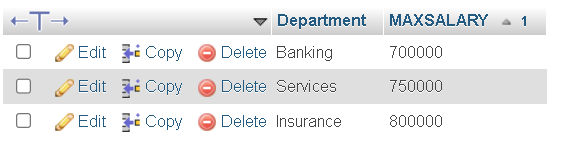 Department MAXSALARY 1
Edit Copy Delete Banking 700000
Edit Copy Delete Services 750000
Edit Copy Delete Insurance 800000